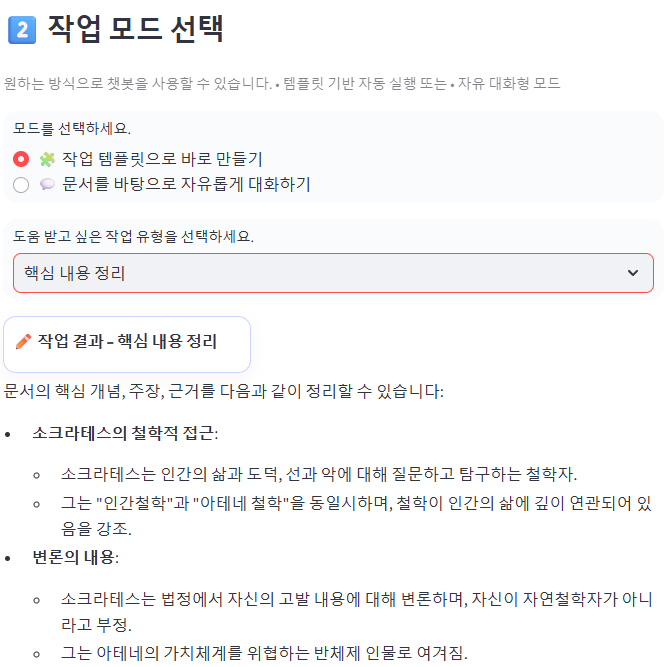 2 작업 모드 선택
원하는 방식으로 챗봇을 사용할 수 있습니다. • 템플릿 기반 자동 실행 또는 • 자유 대화형 모드
모드를 선택하세요.
작업 템플릿으로 바로 만들기
문서를 바탕으로 자유롭게 대화하기
도움 받고 싶은 작업 유형을 선택하세요.
핵심 내용 정리
작업 결과 – 핵심 내용 정리
문서의 핵심 개념, 주장, 근거를 다음과 같이 정리할 수 있습니다:
• 소크라테스의 철학적 접근:
◦ 소크라테스는 인간의 삶과 도덕, 선과 악에 대해 질문하고 탐구하는 철학자.
◦ 그는 "인간철학"과 "아테네 철학"을 동일시하며, 철학이 인간의 삶에 깊이 연관되어 있
음을 강조.
• 변론의 내용:
◦ 소크라테스는 법정에서 자신의 고발 내용에 대해 변론하며, 자신이 자연철학자가 아니
라고 부정.
◦ 그는 아테네의 가치체계를 위협하는 반체제 인물로 여겨짐.